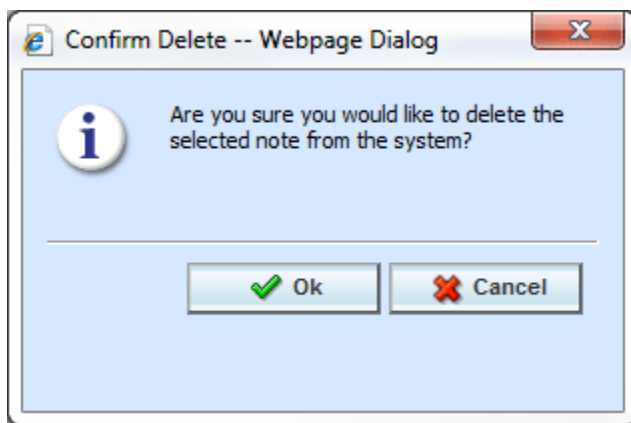 Confirm Delete -- Webpage Dialog
Are you sure you would like to delete the
selected note from the system?
Ok
Cancel